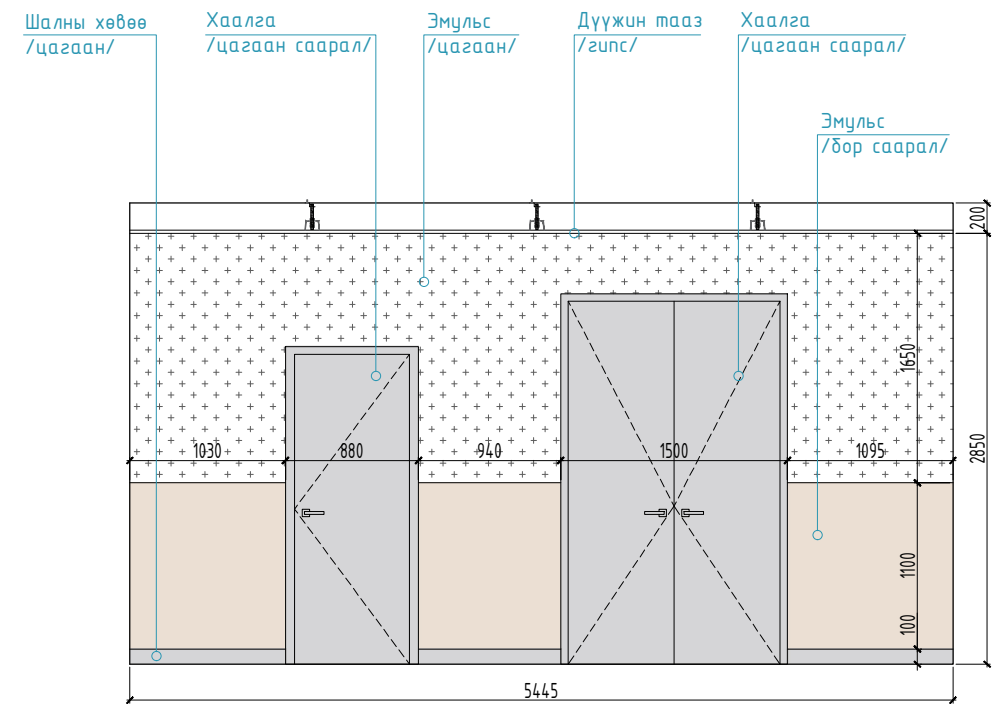 Шалны хөвөө
/цагаан/
Хаалга
/цагаан саарал/
Эмульс
/цагаан/
Дүүжин тааз
/гипс/
Хаалга
/цагаан саарал/
Эмульс
/бор саарал/
200
1650
2850
1030
880
940
1500
1095
1100
100
5445